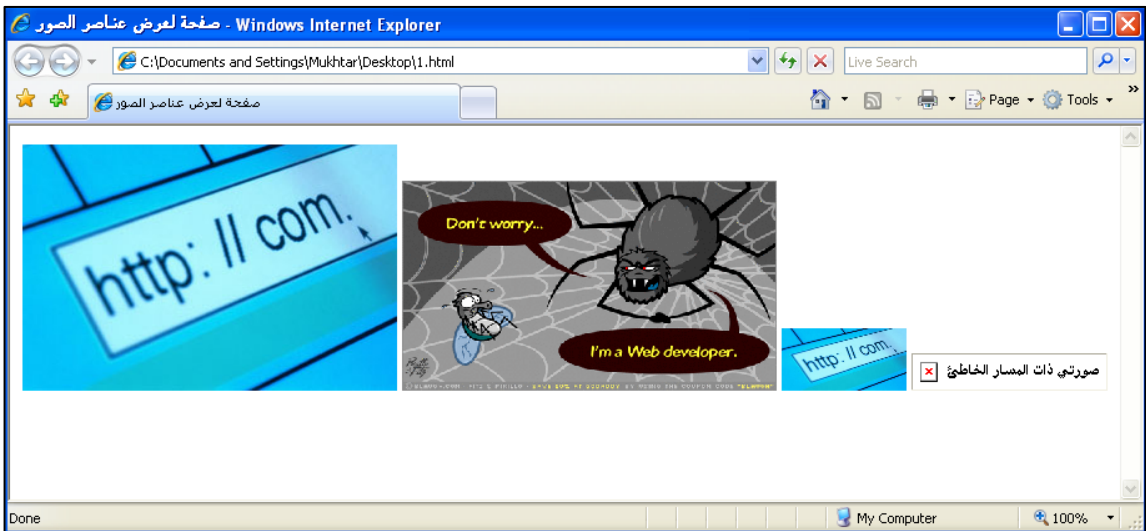 صفحة لعرض عناصر الصور - Windows Internet Explorer
C:\Documents and Settings\Mukhtar\Desktop\1.html
Live Search
صفحة لعرض عناصر الصور
Page
Tools
http: // com.
Don't worry...
I'm a Web developer.
http: // com.
صورتي ذات المسار الخاطئ
Done
My Computer
100%